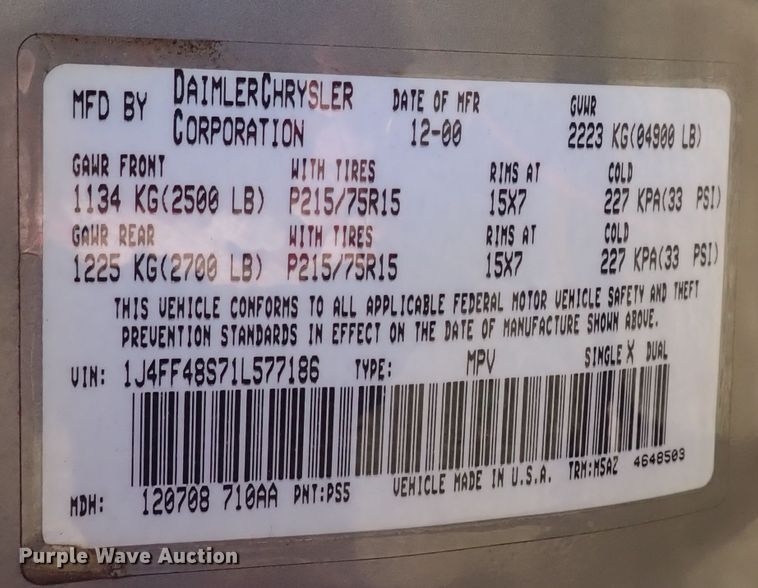 MFD BY DAIMLERCHRYSLER CORPORATION DATE OF MFR 12-00 GVWR 2223 KG(04900 LB)
GAWR FRONT WITH TIRES RIMS AT COLD
1134 KG(2500 LB) P215/75R15 15X7 227 KPA(33 PSI)
GAWR REAR WITH TIRES RIMS AT COLD
1225 KG(2700 LB) P215/75R15 15X7 227 KPA(33 PSI)
THIS VEHICLE CONFORMS TO ALL APPLICABLE FEDERAL MOTOR VEHICLE SAFETY AND THEFT
PREVENTION STANDARDS IN EFFECT ON THE DATE OF MANUFACTURE SHOWN ABOVE.
VIN: 1J4FF48S71L577186 TYPE: MPV SINGLE X DUAL
MDH: 120708 710AA PNT:PS5 VEHICLE MADE IN U.S.A. TRM:MSAZ 4648503
Purple Wave Auction